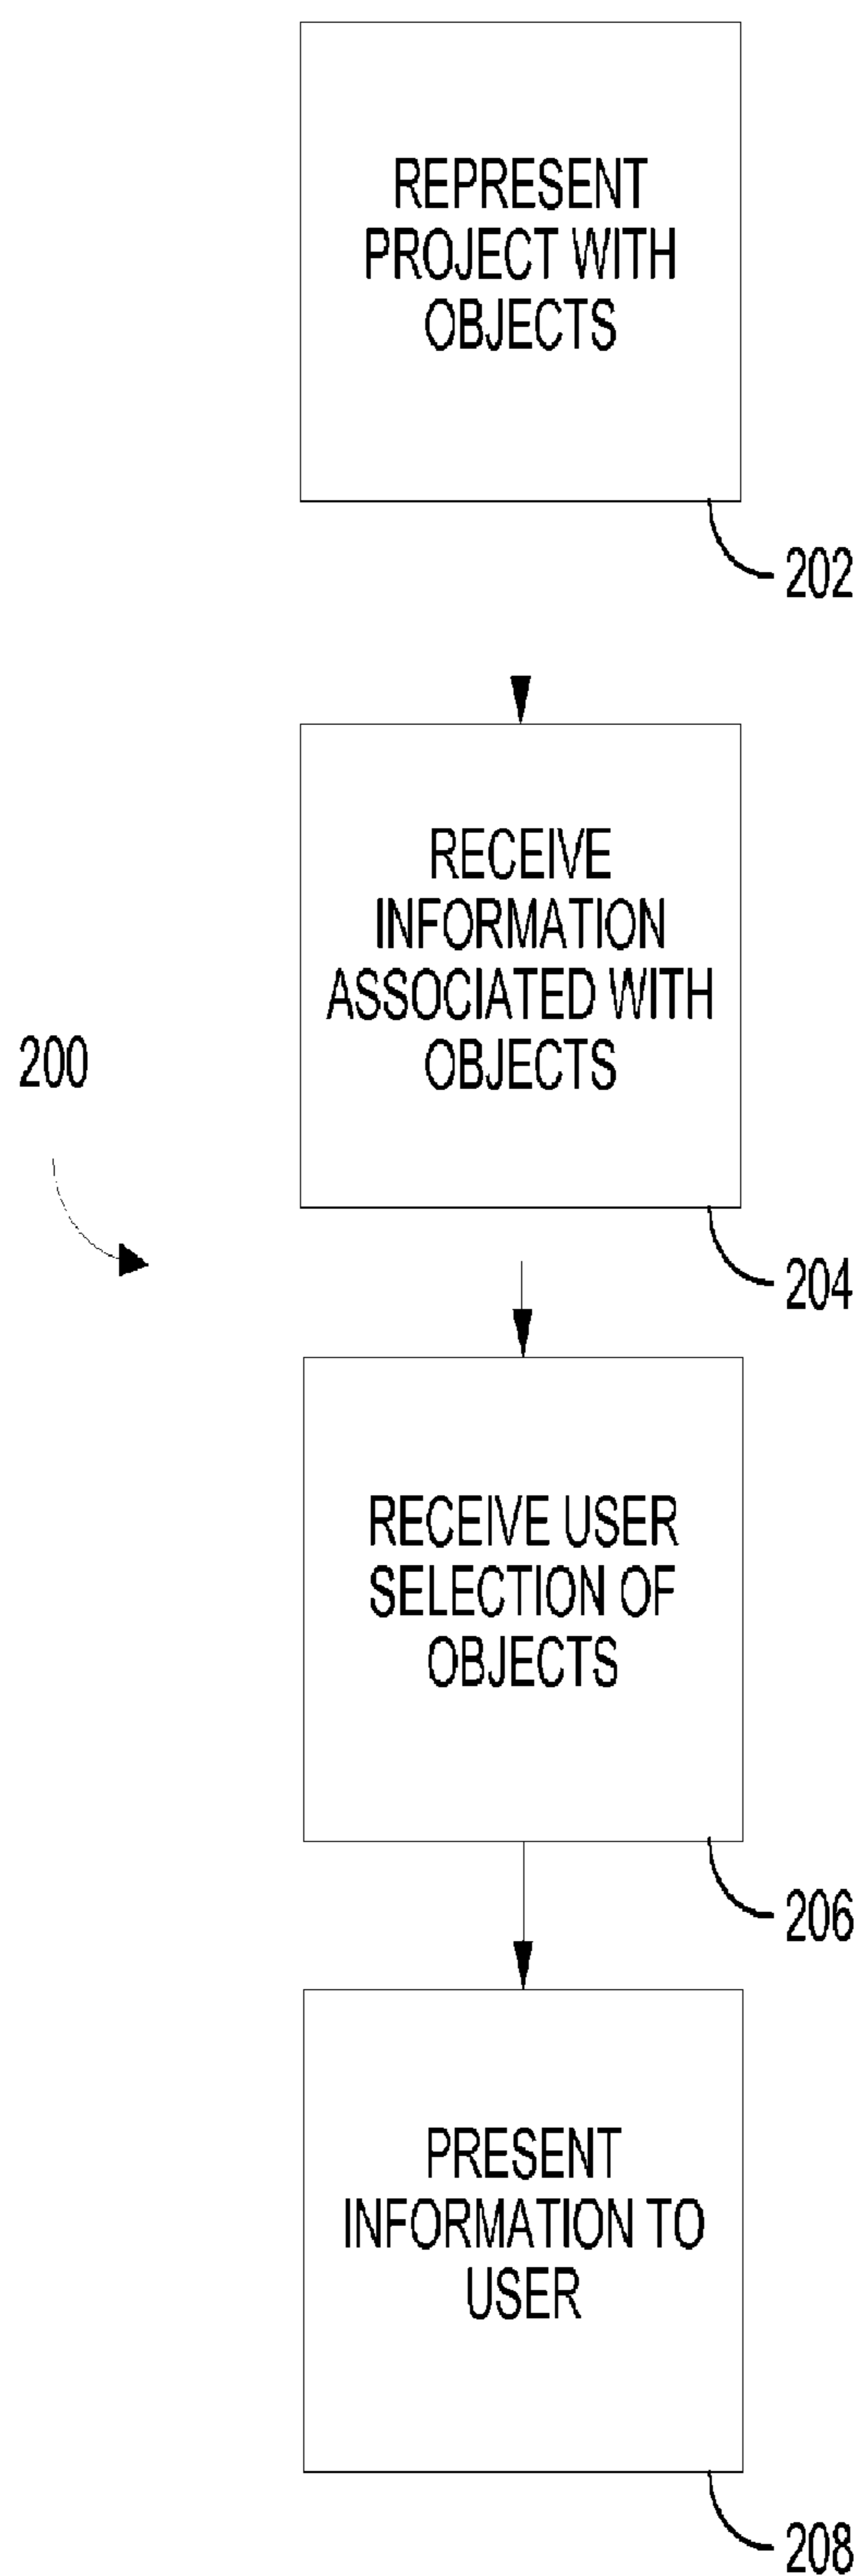 REPRESENT
PROJECT WITH
OBJECTS
202
RECEIVE
INFORMATION
ASSOCIATED WITH
OBJECTS
200
204
RECEIVE USER
SELECTION OF
OBJECTS
206
PRESENT
INFORMATION TO
USER
208